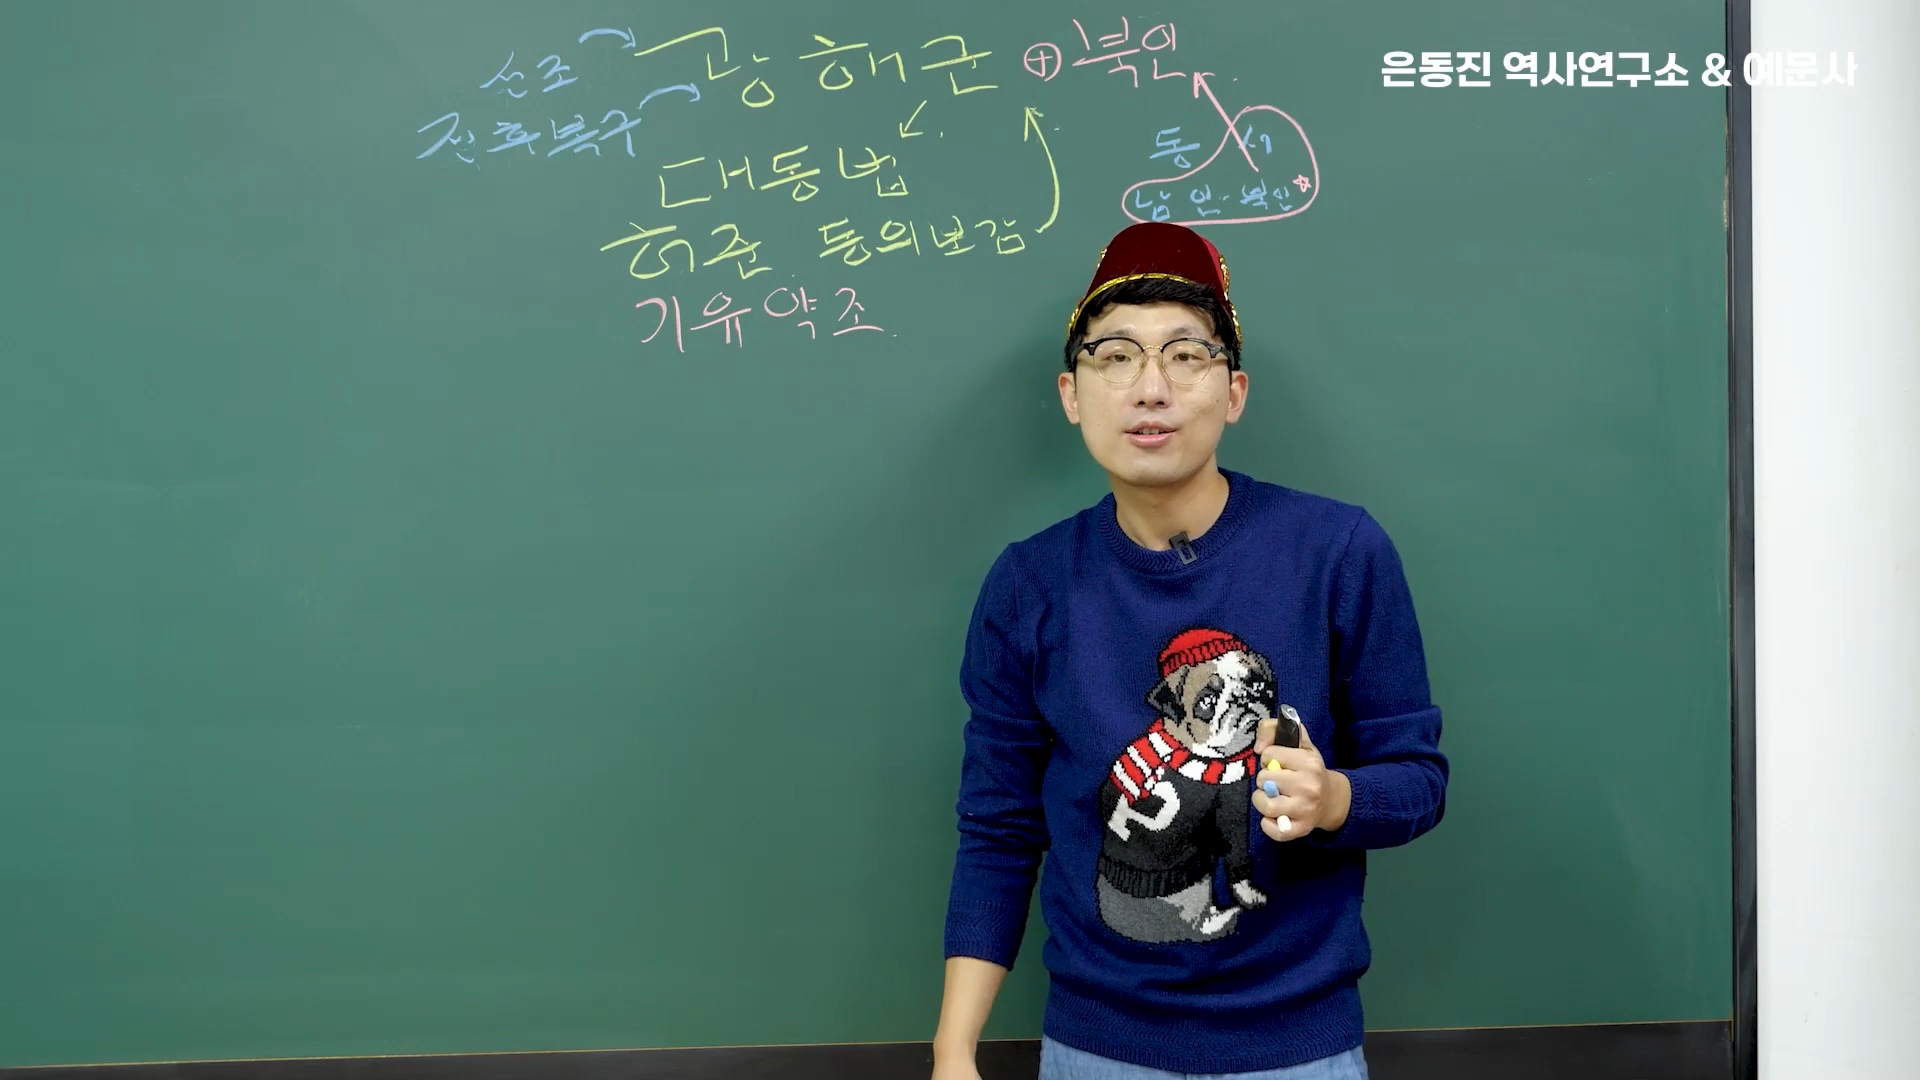 선조 광해군 ⊕ 북인
전후복구
대동법
허준 동의보감
기유약조
동 서
남인·북인
은동진 역사연구소 & 예문사